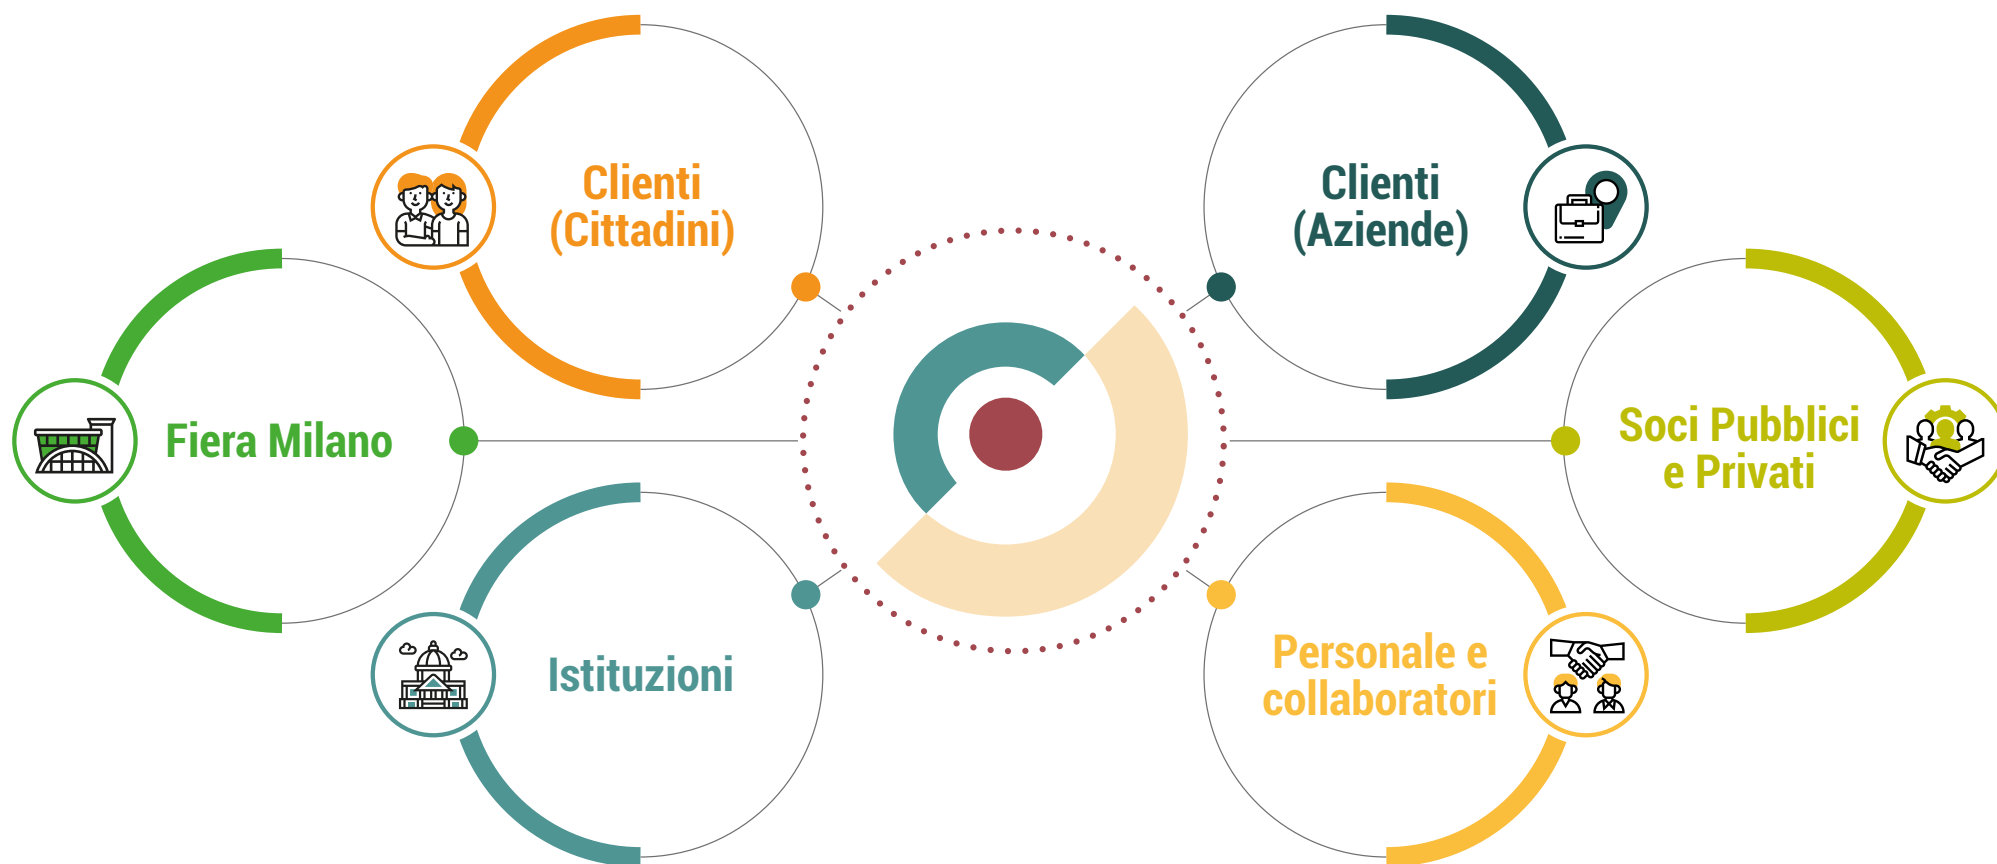 Clienti
(Cittadini)
Clienti
(Aziende)
Fiera Milano
Soci Pubblici
e Privati
Istituzioni
Personale e
collaboratori